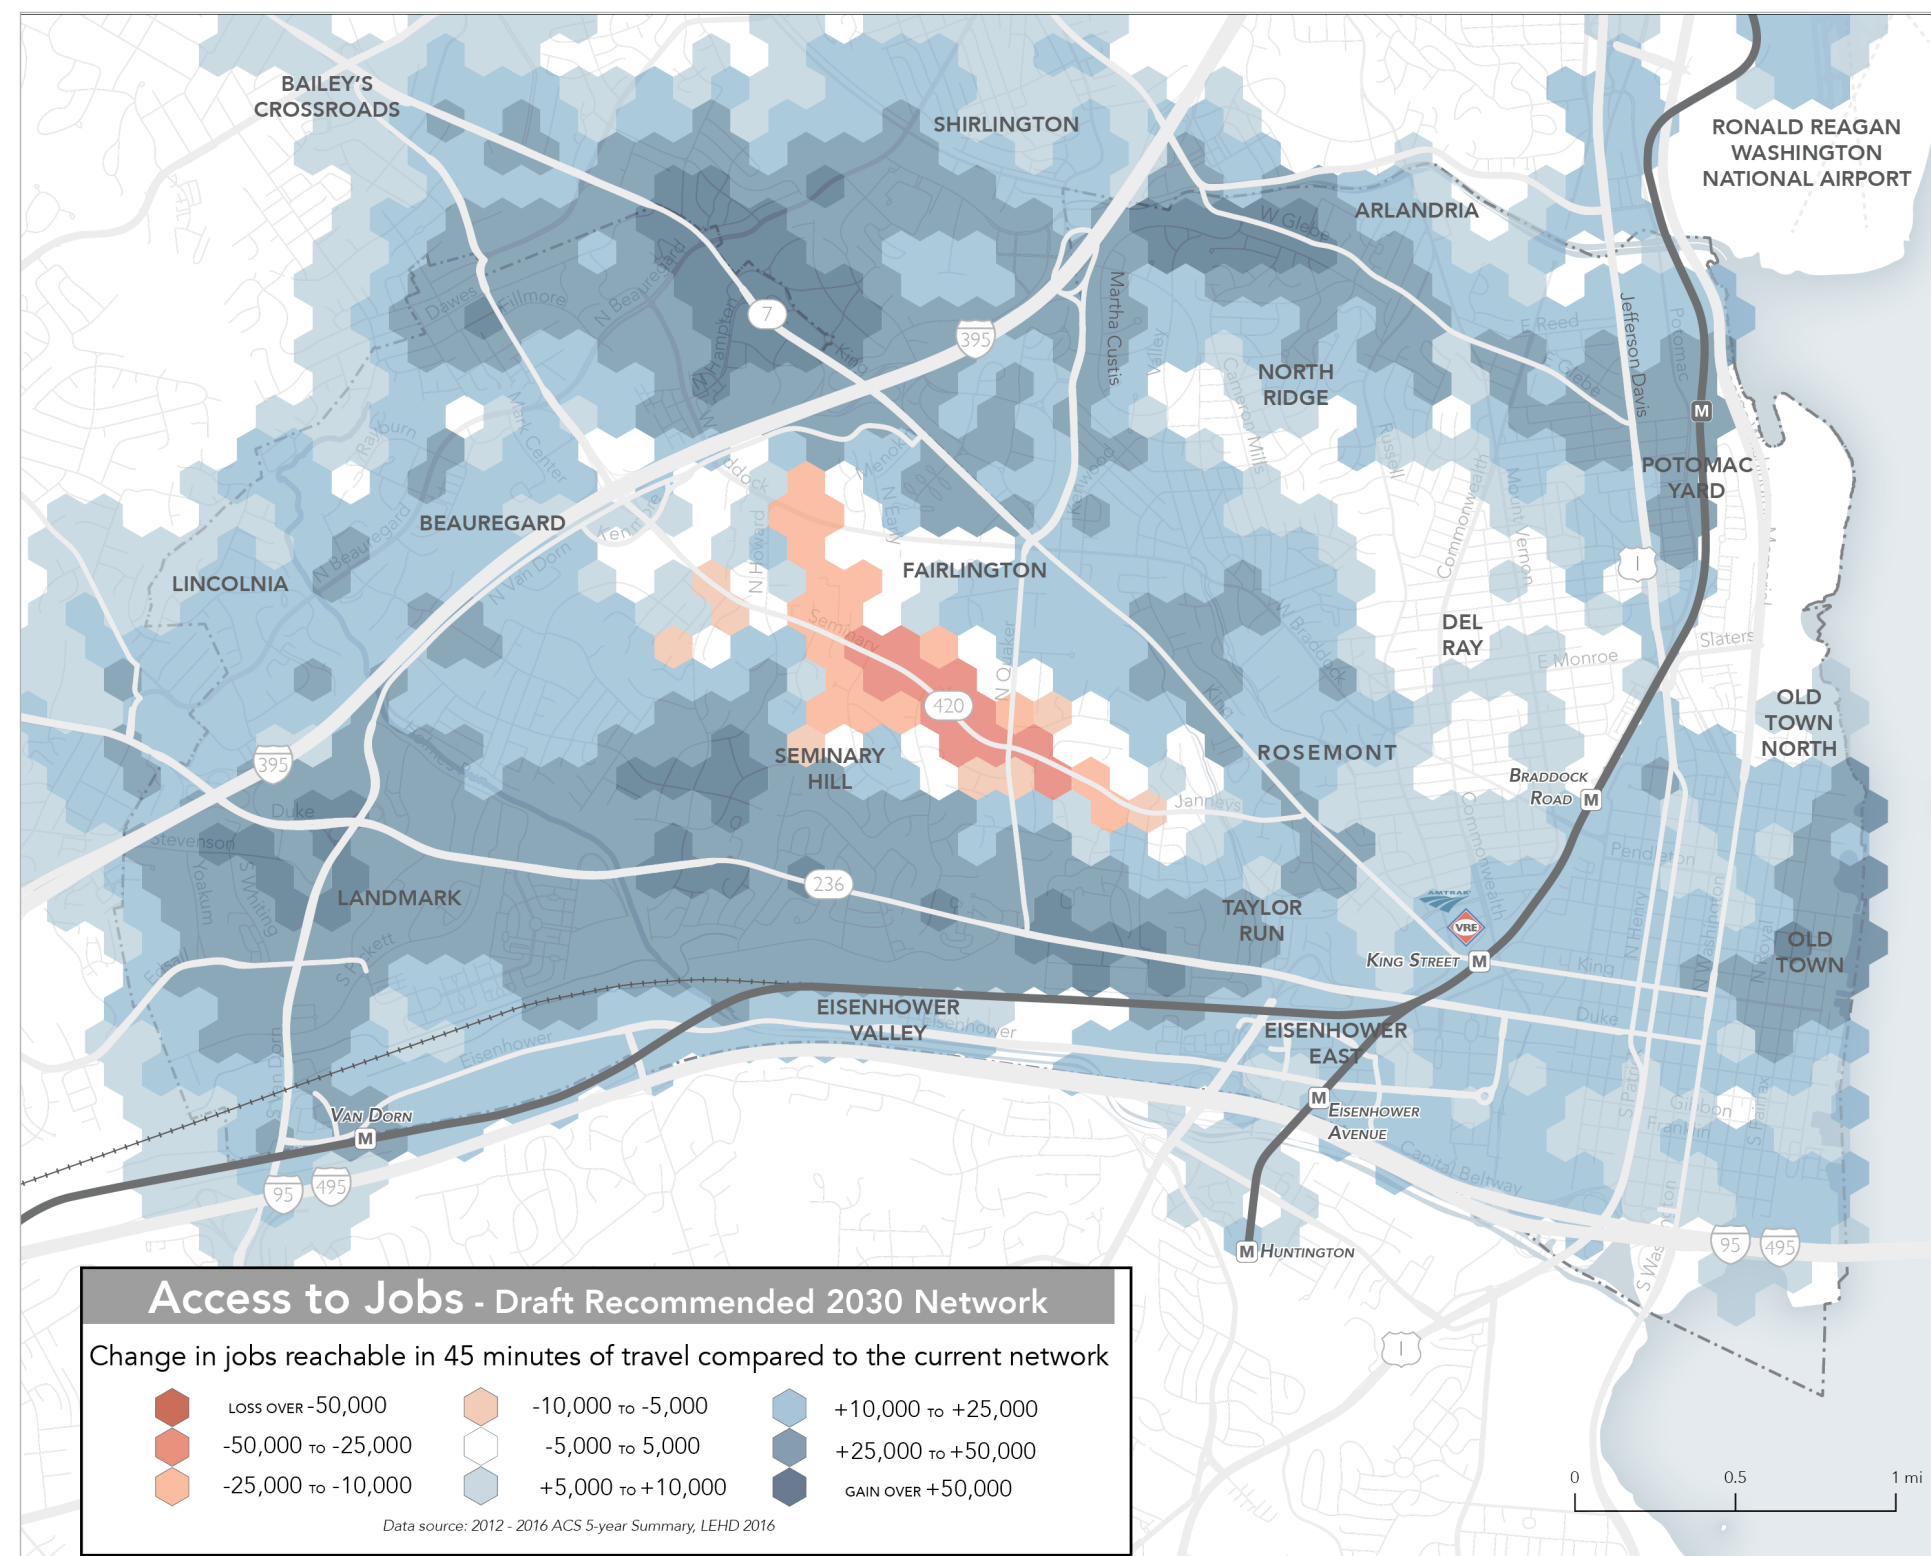 BAILEY'S
CROSSROADS
SHIRLINGTON
RONALD REAGAN
WASHINGTON
NATIONAL AIRPORT
ARLANDRIA
W Glebe
Dawes
Fillmore
N Beauregard
N Hampton
7
King
395
Martha Custis
Valley
Cameron Mills
NORTH
RIDGE
E Reed
E Glebe
Jefferson Davis
Potomac
M
Russell
Commonwealth
Mount Vernon
POTOMAC
YARD
Mark Center
Menok
N Early
N Howard
Kenmore
BEAUREGARD
N Beauregard
N Van Dorn
LINCOLNIA
FAIRLINGTON
Kenwood
1
Seminary
N Quaker
W Braddock
DEL
RAY
E Monroe
Slaters
King
420
OLD
TOWN
NORTH
SEMINARY
HILL
ROSEMONT
Janneys
BRADDOCK
ROAD M
395
Duke
Stevenson
Yoakum
S Whiting
LANDMARK
236
Commonwealth
Pendleton
AMTRAK
VRE
TAYLOR
RUN
N Henry
N Washington
N Royal
OLD
TOWN
KING STREET M
King
Edsall
S Pickett
EISENHOWER
VALLEY
Eisenhower
Eisenhower
EISENHOWER
EAST
Duke
S Van Dorn
VAN DORN
M
M
EISENHOWER
AVENUE
S Patrick
Gibbon
Franklin
Capital Beltway
95
495
M HUNTINGTON
95
495
1
Access to Jobs - Draft Recommended 2030 Network
Change in jobs reachable in 45 minutes of travel compared to the current network
LOSS OVER -50,000
-50,000 TO -25,000
-25,000 TO -10,000
-10,000 TO -5,000
-5,000 TO 5,000
+5,000 TO +10,000
+10,000 TO +25,000
+25,000 TO +50,000
GAIN OVER +50,000
Data source: 2012 - 2016 ACS 5-year Summary, LEHD 2016
0 0.5 1 mi